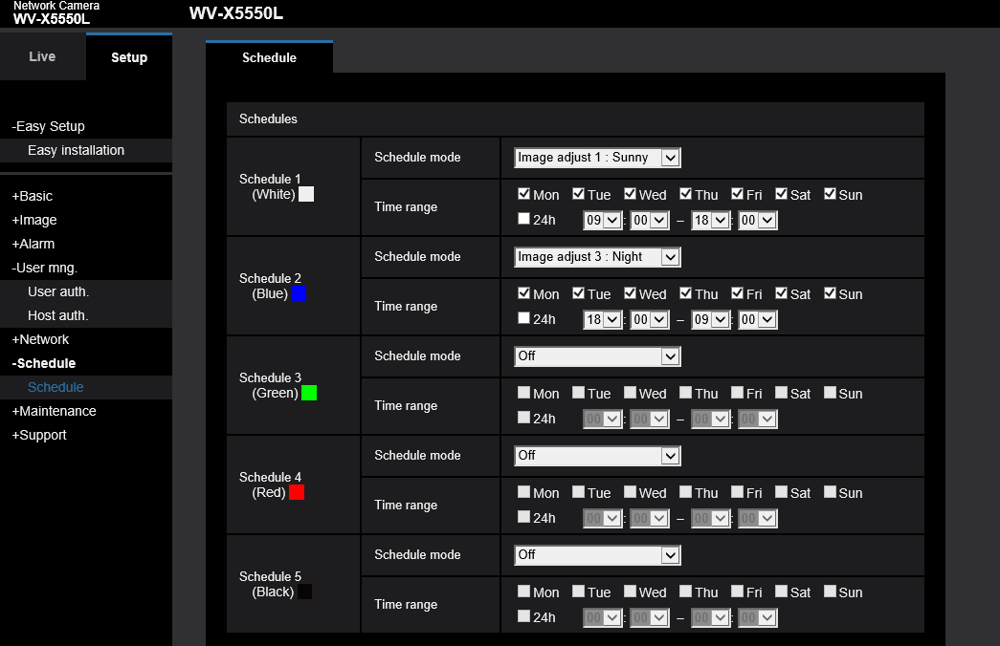 Network Camera
WV-X5550L
WV-X5550L
Live
Setup
-Easy Setup
Easy installation
+Basic
+Image
+Alarm
-User mng.
User auth.
Host auth.
+Network
-Schedule
Schedule
+Maintenance
+Support
Schedule
Schedules
Schedule 1
(White)
Schedule mode
Image adjust 1 : Sunny
Time range
Mon Tue Wed Thu Fri Sat Sun
24h 09 : 00 – 18 : 00
Schedule 2
(Blue)
Schedule mode
Image adjust 3 : Night
Time range
Mon Tue Wed Thu Fri Sat Sun
24h 18 : 00 – 09 : 00
Schedule 3
(Green)
Schedule mode
Off
Time range
Mon Tue Wed Thu Fri Sat Sun
24h 00 : 00 – 00 : 00
Schedule 4
(Red)
Schedule mode
Off
Time range
Mon Tue Wed Thu Fri Sat Sun
24h 00 : 00 – 00 : 00
Schedule 5
(Black)
Schedule mode
Off
Time range
Mon Tue Wed Thu Fri Sat Sun
24h 00 : 00 – 00 : 00